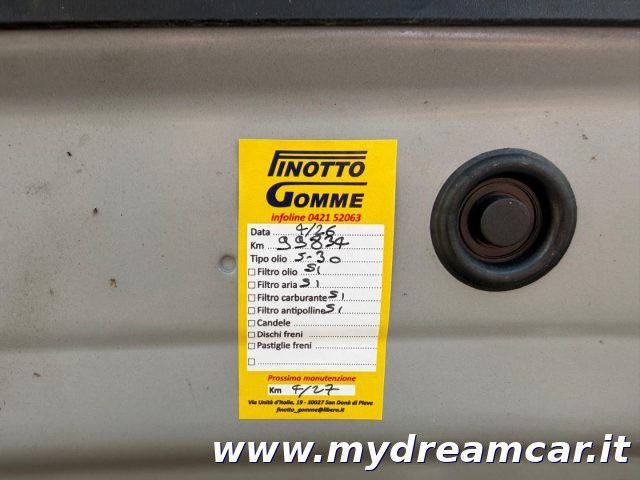 FINOTTO
GOMME
infoline 0421 52063
Data 4/26
Km 99834
Tipo olio 5-30
Filtro olio SI
Filtro aria SI
Filtro carburante SI
Filtro antipolline SI
Candele
Dischi freni
Pastiglie freni
Prossima manutenzione
Km 4/27
Via Unità d'Italia, 19 - 30027 San Donà di Piave
finotto_gomme@libero.it
www.mydreamcar.it